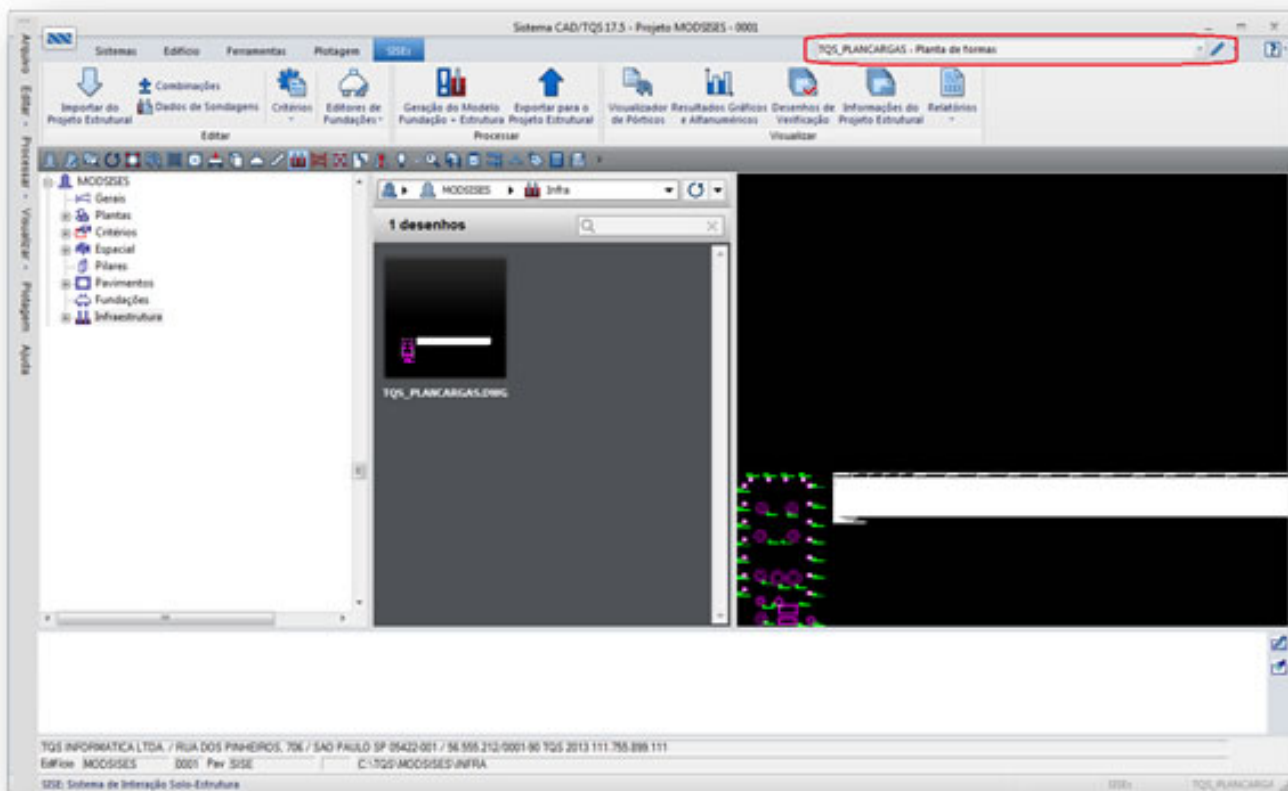 Sistema CAD/TQS 17.5 - Projeto MODSISES - 0001
Sistemas Edifício Ferramentas Plotagem SISEs
TQS_PLANCARGAS - Planta de formas
Importar do Projeto Estrutural
Combinações
Dados de Sondagens
Critérios
Editores de Fundações
Geração do Modelo Fundação + Estrutura
Exportar para o Projeto Estrutural
Visualizador de Pórticos
Resultados Gráficos e Alfanuméricos
Desenhos de Verificação
Informações do Projeto Estrutural
Relatórios
Editar Processar Visualizar
Arquivo Editar - Processar - Visualizar - Plotagem Ajuda
MODSISES
Gerais
Plantas
Critérios
Espacial
Pilares
Pavimentos
Fundações
Infraestrutura
MODSISES Infra
1 desenhos
TQS_PLANCARGAS.DWG
TQS INFORMATICA LTDA. / RUA DOS PINHEIROS, 706 / SAO PAULO SP 05422-001 / 56.555.212/0001-90 TQS 2013 111.755.899.111
Edifício MODSISES 0001 Pav SISE C:\TQS\MODSISES\INFRA
SISE: Sistema de Interação Solo-Estrutura SISEs TQS_PLANCARGA